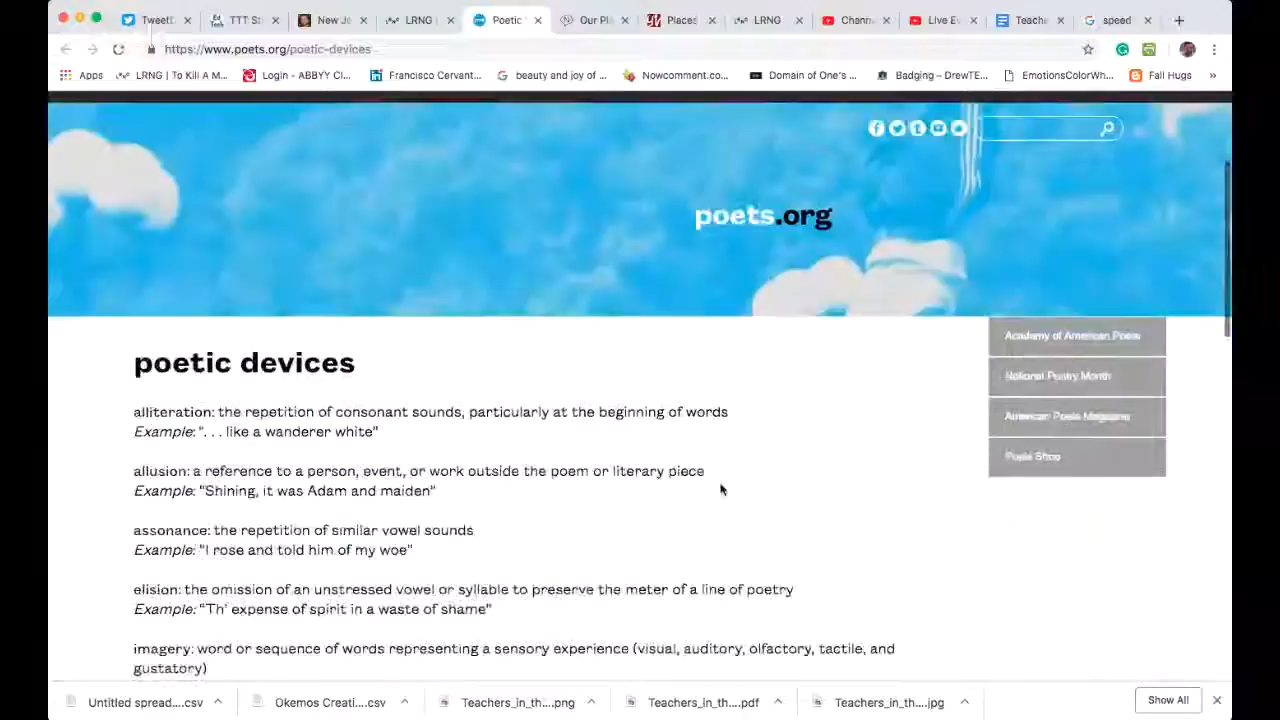 TweetD
TTT S
New Jo
LRNG
Poetic
Our Pl
Places
LRNG
Chann
Live Ev
Teache
speed
https://www.poets.org/poetic-devices
Apps
LRNG | To Kill A M...
Login - ABBYY Cl...
Francisco Cervant...
beauty and joy of ...
Nowcomment.co...
Domain of One's ...
Badging – DrewTE...
EmotionsColorWh...
Fall Hugs
»
poets.org
Academy of American Poets
National Poetry Month
American Poets Magazine
Poets Shop
poetic devices
alliteration: the repetition of consonant sounds, particularly at the beginning of words
Example: ". . . like a wanderer white"
allusion: a reference to a person, event, or work outside the poem or literary piece
Example: "Shining, it was Adam and maiden"
assonance: the repetition of similar vowel sounds
Example: "I rose and told him of my woe"
elision: the omission of an unstressed vowel or syllable to preserve the meter of a line of poetry
Example: "Th' expense of spirit in a waste of shame"
imagery: word or sequence of words representing a sensory experience (visual, auditory, olfactory, tactile, and
gustatory)
Untitled spread....csv
Okemos Creati....csv
Teachers_in_th....png
Teachers_in_th....pdf
Teachers_in_th....jpg
Show All